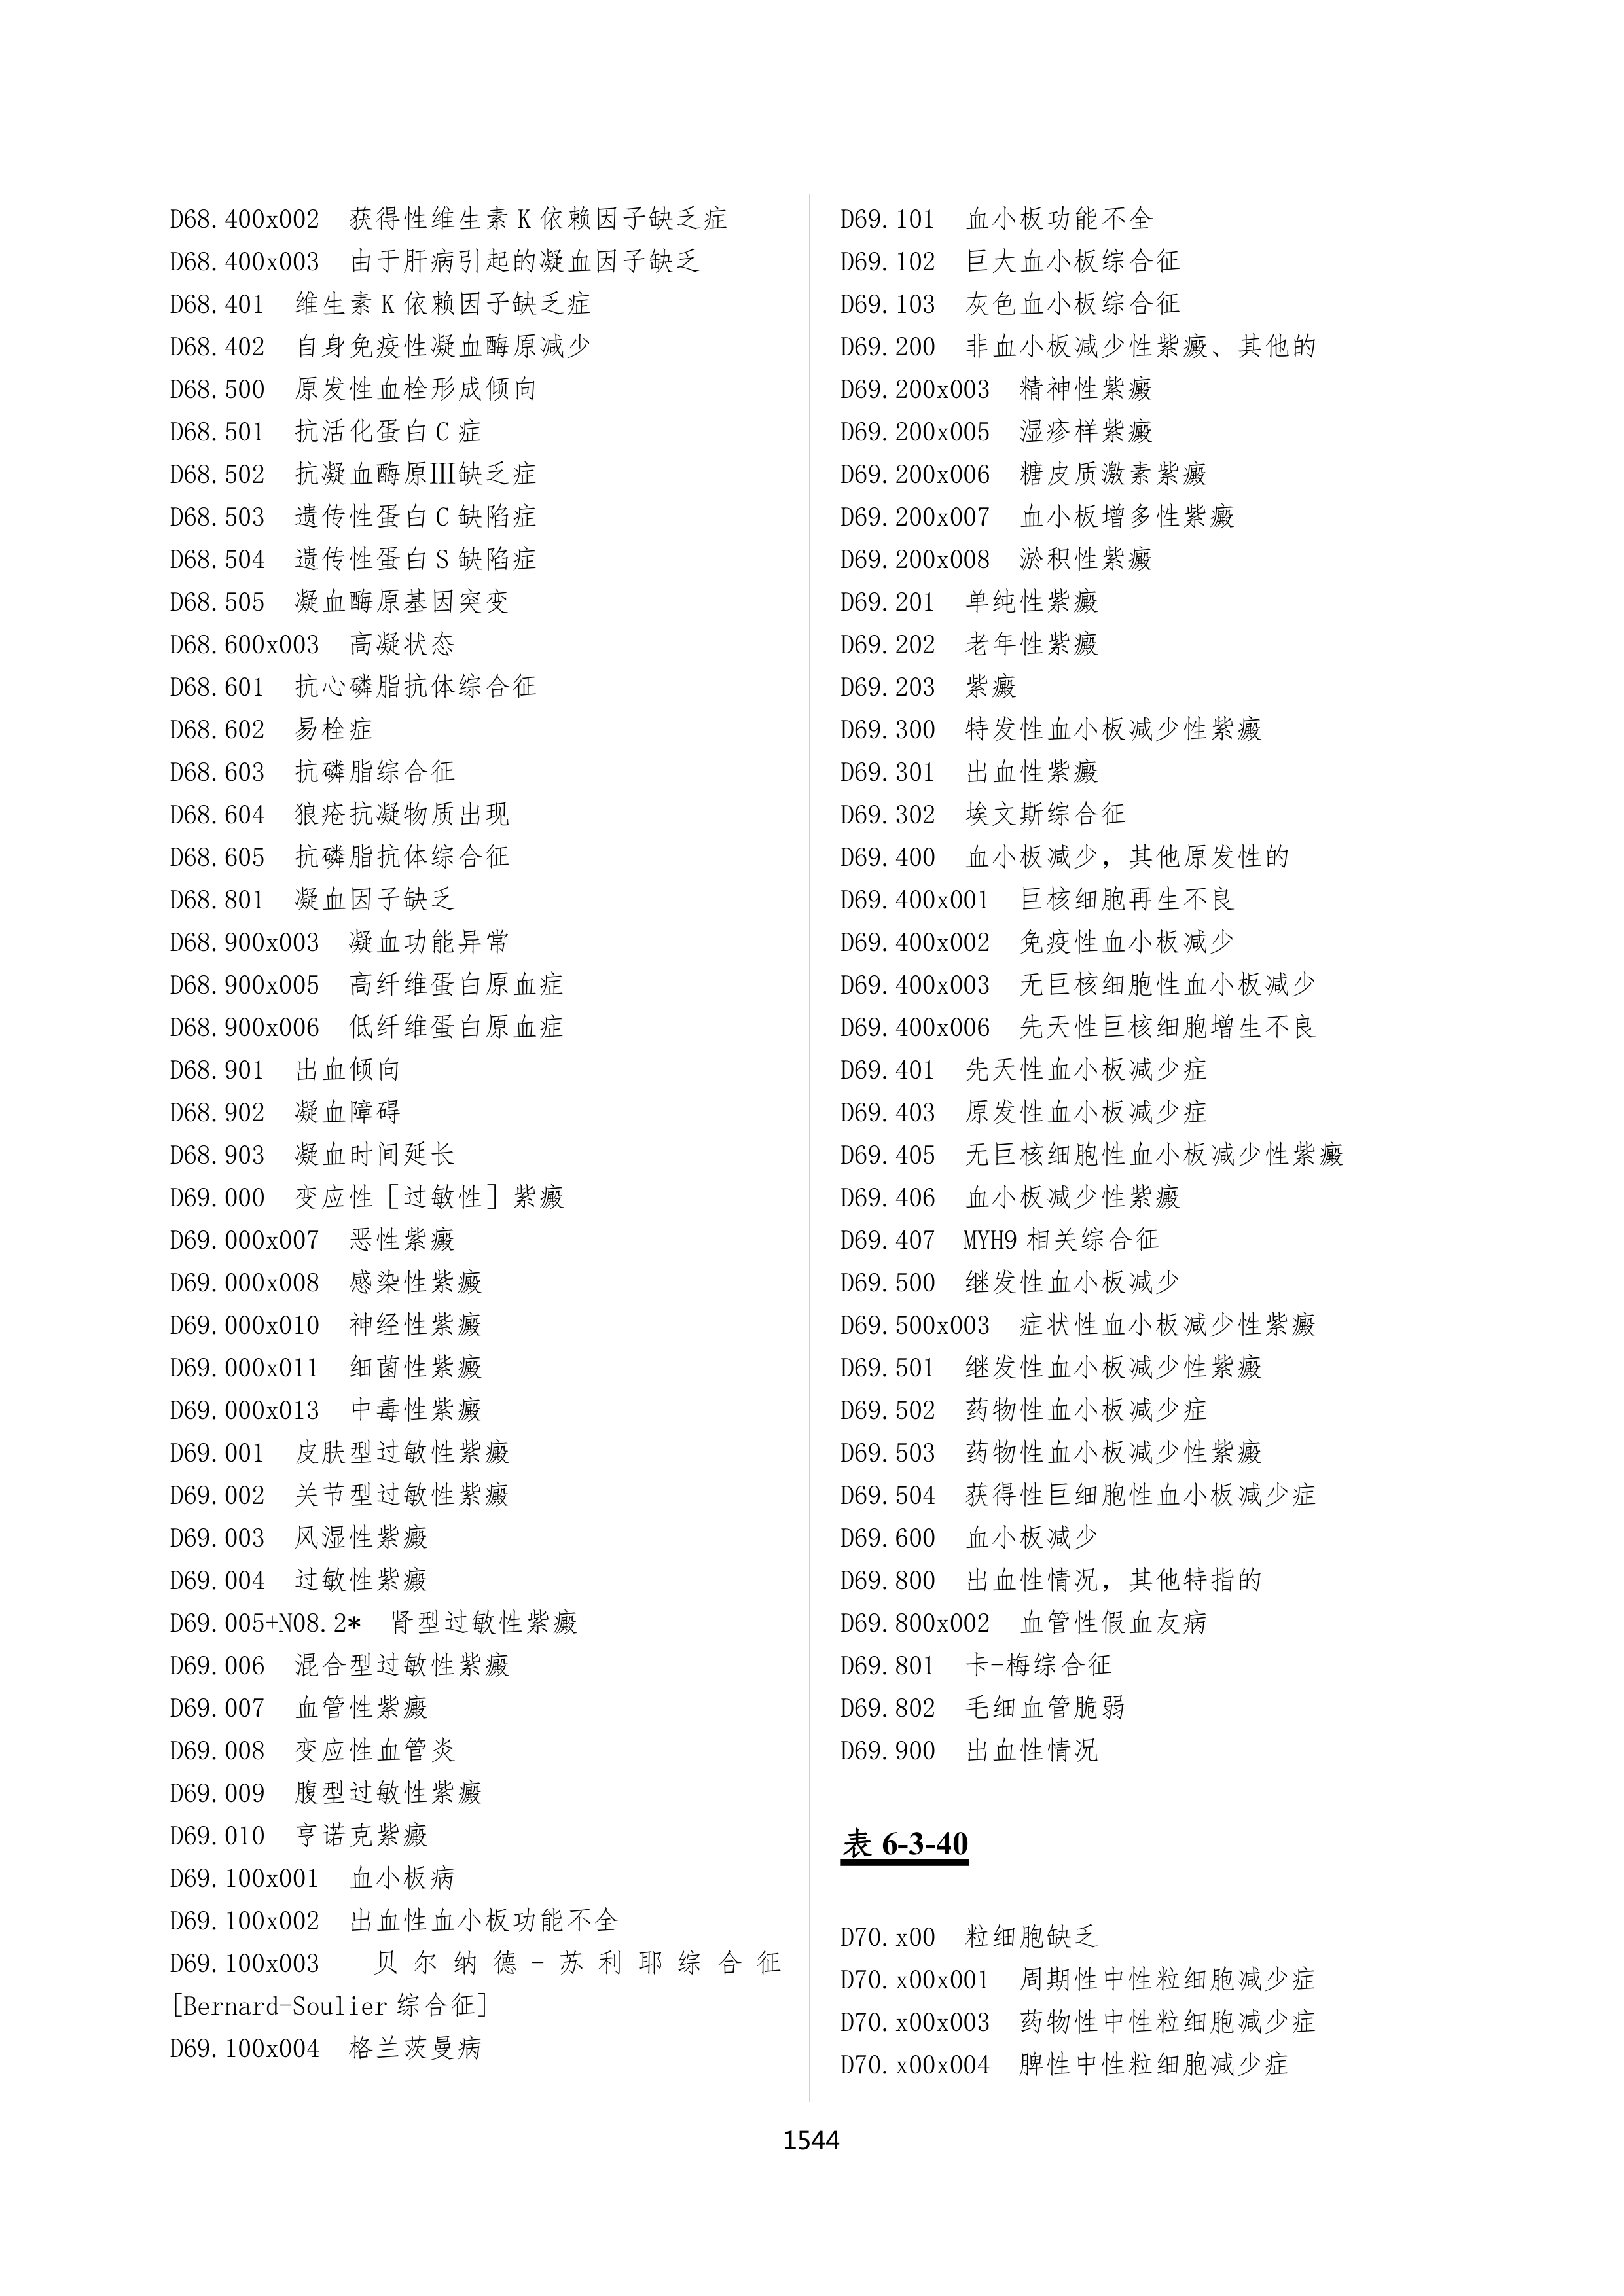 D68.400x002 获得性维生素K依赖因子缺乏症
D68.400x003 由于肝病引起的凝血因子缺乏
D68.401 维生素K依赖因子缺乏症
D68.402 自身免疫性凝血酶原减少
D68.500 原发性血栓形成倾向
D68.501 抗活化蛋白C症
D68.502 抗凝血酶原Ⅲ缺乏症
D68.503 遗传性蛋白C缺陷症
D68.504 遗传性蛋白S缺陷症
D68.505 凝血酶原基因突变
D68.600x003 高凝状态
D68.601 抗心磷脂抗体综合征
D68.602 易栓症
D68.603 抗磷脂综合征
D68.604 狼疮抗凝物质出现
D68.605 抗磷脂抗体综合征
D68.801 凝血因子缺乏
D68.900x003 凝血功能异常
D68.900x005 高纤维蛋白原血症
D68.900x006 低纤维蛋白原血症
D68.901 出血倾向
D68.902 凝血障碍
D68.903 凝血时间延长
D69.000 变应性［过敏性］紫癜
D69.000x007 恶性紫癜
D69.000x008 感染性紫癜
D69.000x010 神经性紫癜
D69.000x011 细菌性紫癜
D69.000x013 中毒性紫癜
D69.001 皮肤型过敏性紫癜
D69.002 关节型过敏性紫癜
D69.003 风湿性紫癜
D69.004 过敏性紫癜
D69.005+N08.2* 肾型过敏性紫癜
D69.006 混合型过敏性紫癜
D69.007 血管性紫癜
D69.008 变应性血管炎
D69.009 腹型过敏性紫癜
D69.010 亨诺克紫癜
D69.100x001 血小板病
D69.100x002 出血性血小板功能不全
D69.100x003 贝尔纳德-苏利耶综合征
[Bernard-Soulier综合征]
D69.100x004 格兰茨曼病
D69.101 血小板功能不全
D69.102 巨大血小板综合征
D69.103 灰色血小板综合征
D69.200 非血小板减少性紫癜、其他的
D69.200x003 精神性紫癜
D69.200x005 湿疹样紫癜
D69.200x006 糖皮质激素紫癜
D69.200x007 血小板增多性紫癜
D69.200x008 淤积性紫癜
D69.201 单纯性紫癜
D69.202 老年性紫癜
D69.203 紫癜
D69.300 特发性血小板减少性紫癜
D69.301 出血性紫癜
D69.302 埃文斯综合征
D69.400 血小板减少，其他原发性的
D69.400x001 巨核细胞再生不良
D69.400x002 免疫性血小板减少
D69.400x003 无巨核细胞性血小板减少
D69.400x006 先天性巨核细胞增生不良
D69.401 先天性血小板减少症
D69.403 原发性血小板减少症
D69.405 无巨核细胞性血小板减少性紫癜
D69.406 血小板减少性紫癜
D69.407 MYH9相关综合征
D69.500 继发性血小板减少
D69.500x003 症状性血小板减少性紫癜
D69.501 继发性血小板减少性紫癜
D69.502 药物性血小板减少症
D69.503 药物性血小板减少性紫癜
D69.504 获得性巨细胞性血小板减少症
D69.600 血小板减少
D69.800 出血性情况，其他特指的
D69.800x002 血管性假血友病
D69.801 卡-梅综合征
D69.802 毛细血管脆弱
D69.900 出血性情况
表 6-3-40
D70.x00 粒细胞缺乏
D70.x00x001 周期性中性粒细胞减少症
D70.x00x003 药物性中性粒细胞减少症
D70.x00x004 脾性中性粒细胞减少症
1544